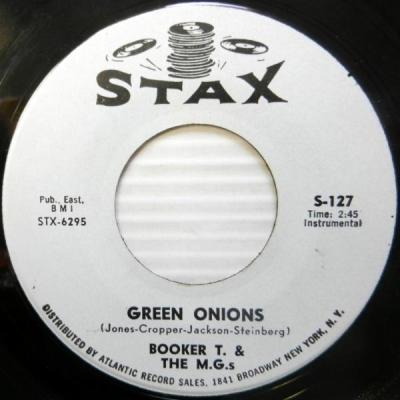 STAX
Pub., East,
BMI
STX-6295
S-127
Time: 2:45
Instrumental
GREEN ONIONS
(Jones-Cropper-Jackson-Steinberg)
BOOKER T. &
THE M.G.s
DISTRIBUTED BY ATLANTIC RECORD SALES, 1841 BROADWAY NEW YORK, N. Y.